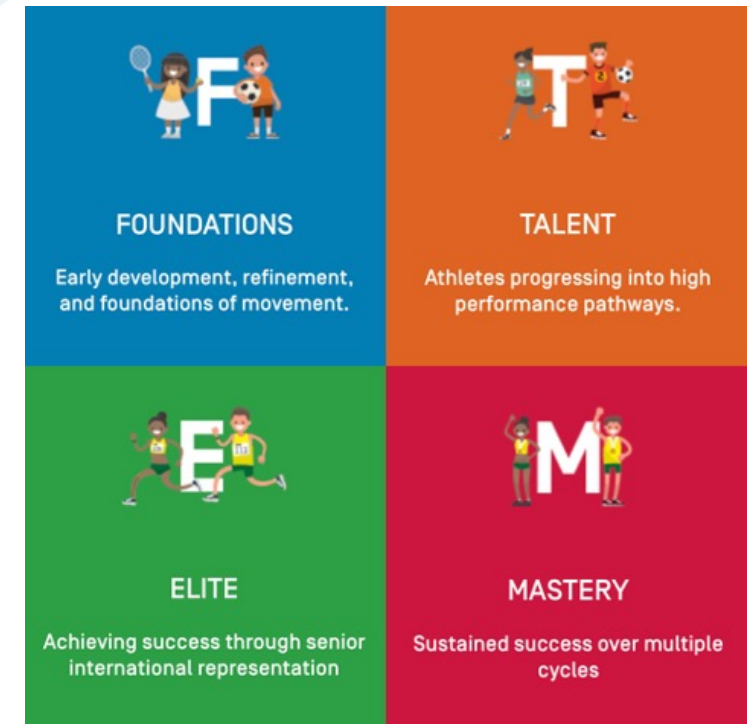 F
FOUNDATIONS
Early development, refinement,
and foundations of movement.
T
TALENT
Athletes progressing into high
performance pathways.
E
ELITE
Achieving success through senior
international representation
M
MASTERY
Sustained success over multiple
cycles